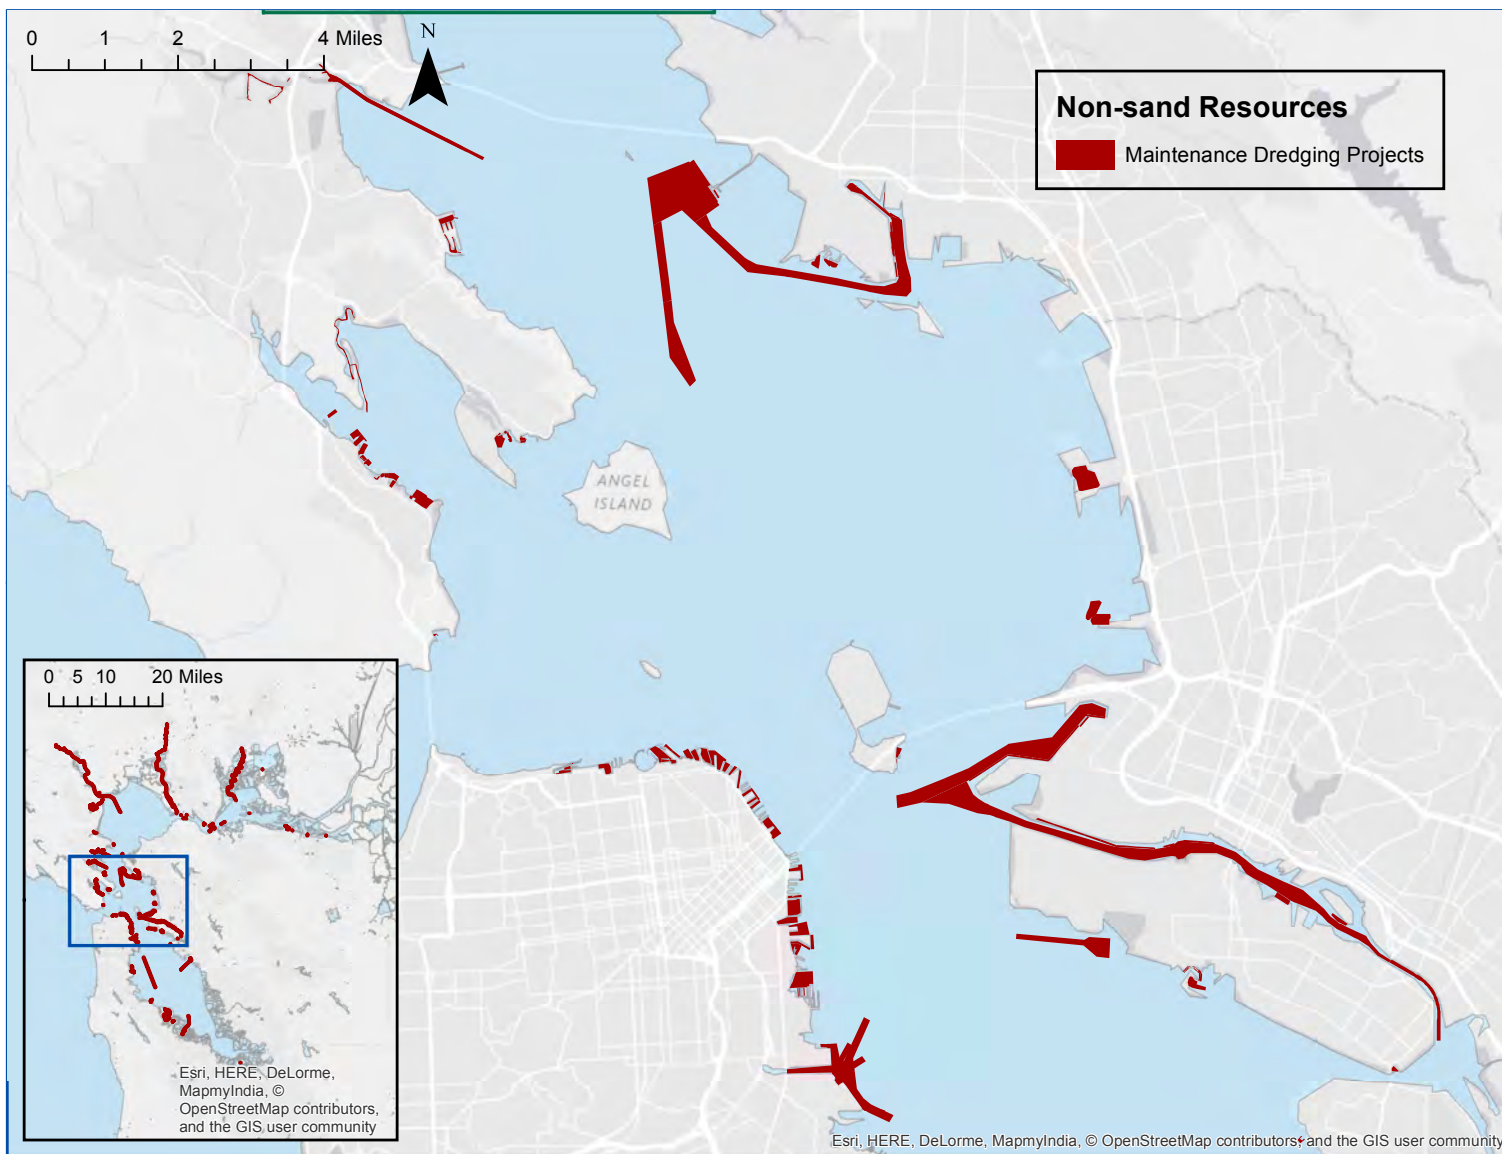 0 1 2 4 Miles
N
Non-sand Resources
Maintenance Dredging Projects
ANGEL
ISLAND
0 5 10 20 Miles
Esri, HERE, DeLorme,
MapmyIndia, ©
OpenStreetMap contributors,
and the GIS user community
Esri, HERE, DeLorme, MapmyIndia, © OpenStreetMap contributors, and the GIS user community